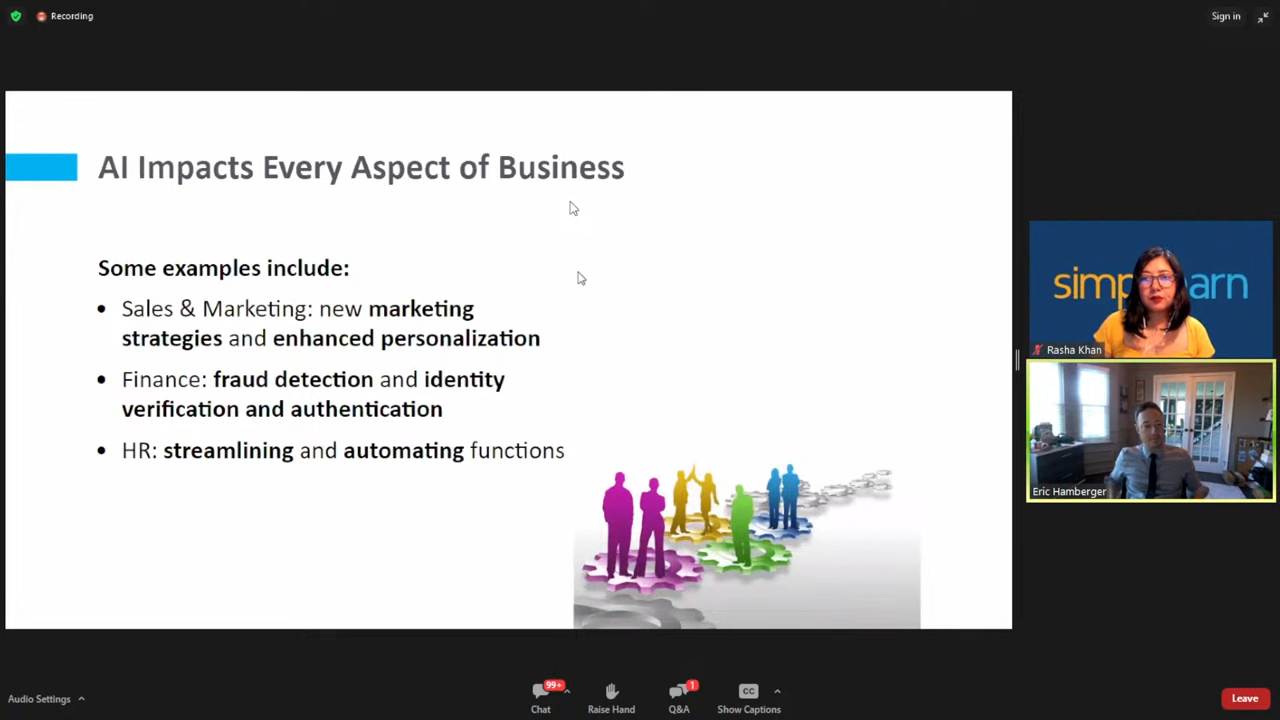 Recording
Sign in
AI Impacts Every Aspect of Business
Some examples include:
• Sales & Marketing: new marketing
strategies and enhanced personalization
• Finance: fraud detection and identity
verification and authentication
• HR: streamlining and automating functions
Rasha Khan
Eric Hamberger
Audio Settings
99+
Chat
Raise Hand
1
Q&A
CC
Show Captions
Leave